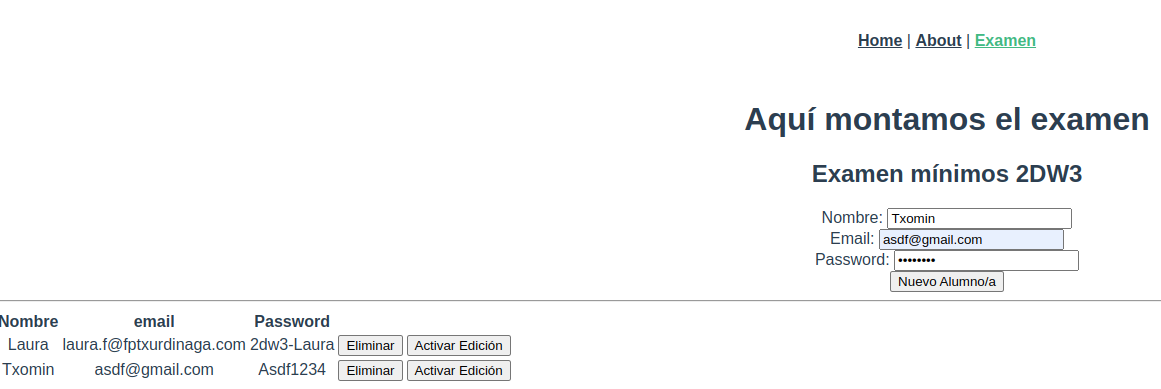 Home | About | Examen
Aquí montamos el examen
Examen mínimos 2DW3
Nombre: Txomin
Email: asdf@gmail.com
Password: ••••••••
Nuevo Alumno/a
Nombre email Password
Laura laura.f@fptxurdinaga.com 2dw3-Laura Eliminar Activar Edición
Txomin asdf@gmail.com Asdf1234 Eliminar Activar Edición